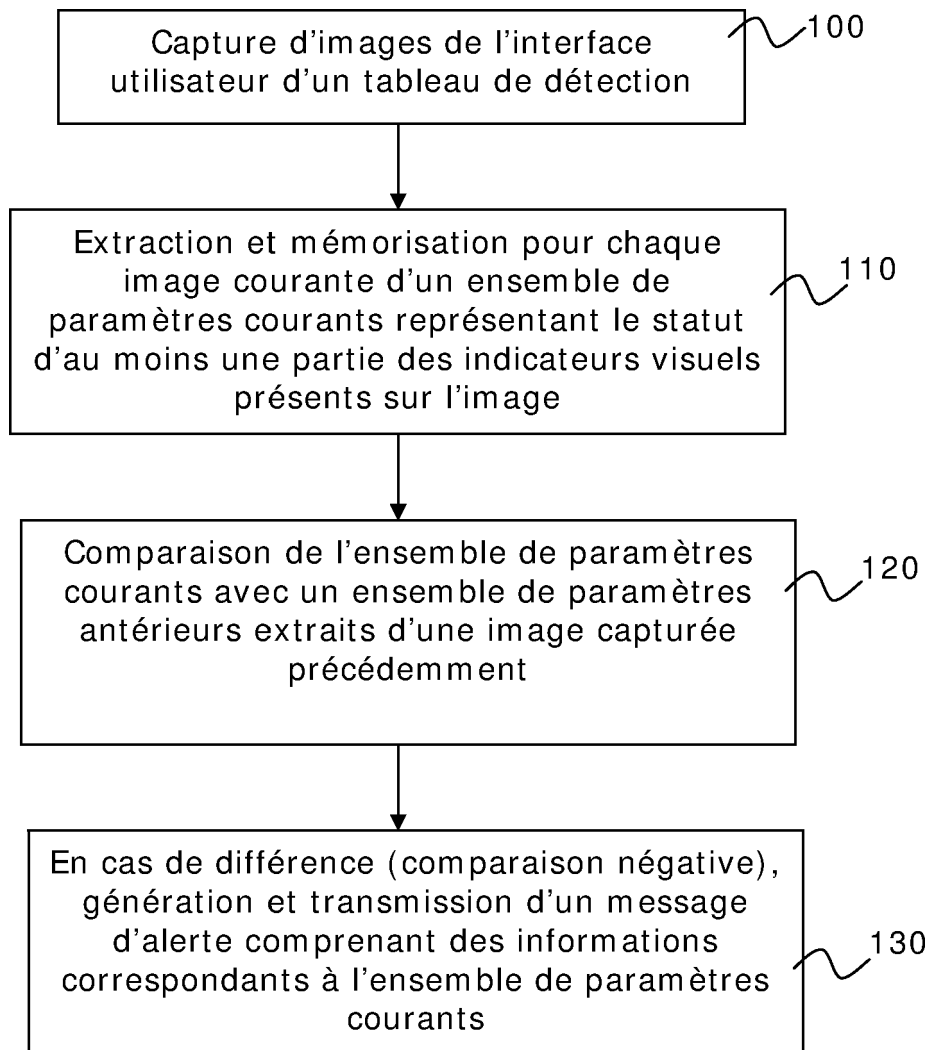 Capture d'images de l'interface
utilisateur d'un tableau de détection
100
Extraction et mémorisation pour chaque
image courante d'un ensemble de
paramètres courants représentant le statut
d'au moins une partie des indicateurs visuels
présents sur l'image
110
Comparaison de l'ensemble de paramètres
courants avec un ensemble de paramètres
antérieurs extraits d'une image capturée
précédemment
120
En cas de différence (comparaison négative),
génération et transmission d'un message
d'alerte comprenant des informations
correspondants à l'ensemble de paramètres
courants
130